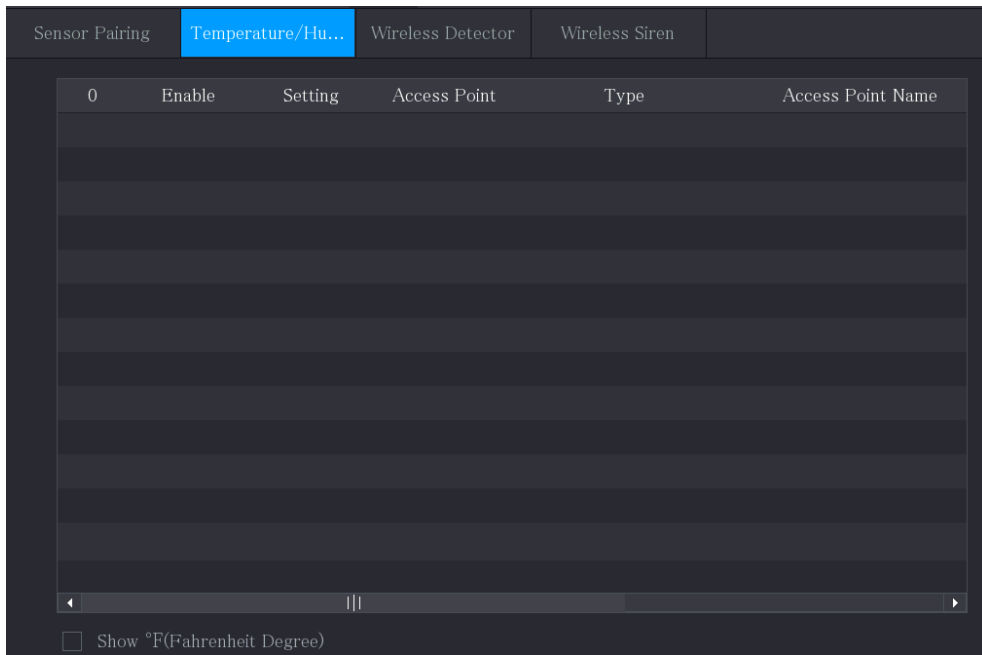 Sensor Pairing Temperature/Hu... Wireless Detector Wireless Siren
0 Enable Setting Access Point Type Access Point Name
Show °F(Fahrenheit Degree)